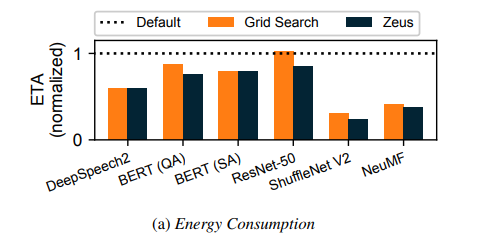 Default Grid Search Zeus
ETA
(normalized)
1
0
DeepSpeech2
BERT (QA)
BERT (SA)
ResNet-50
ShuffleNet V2
NeuMF
(a) Energy Consumption